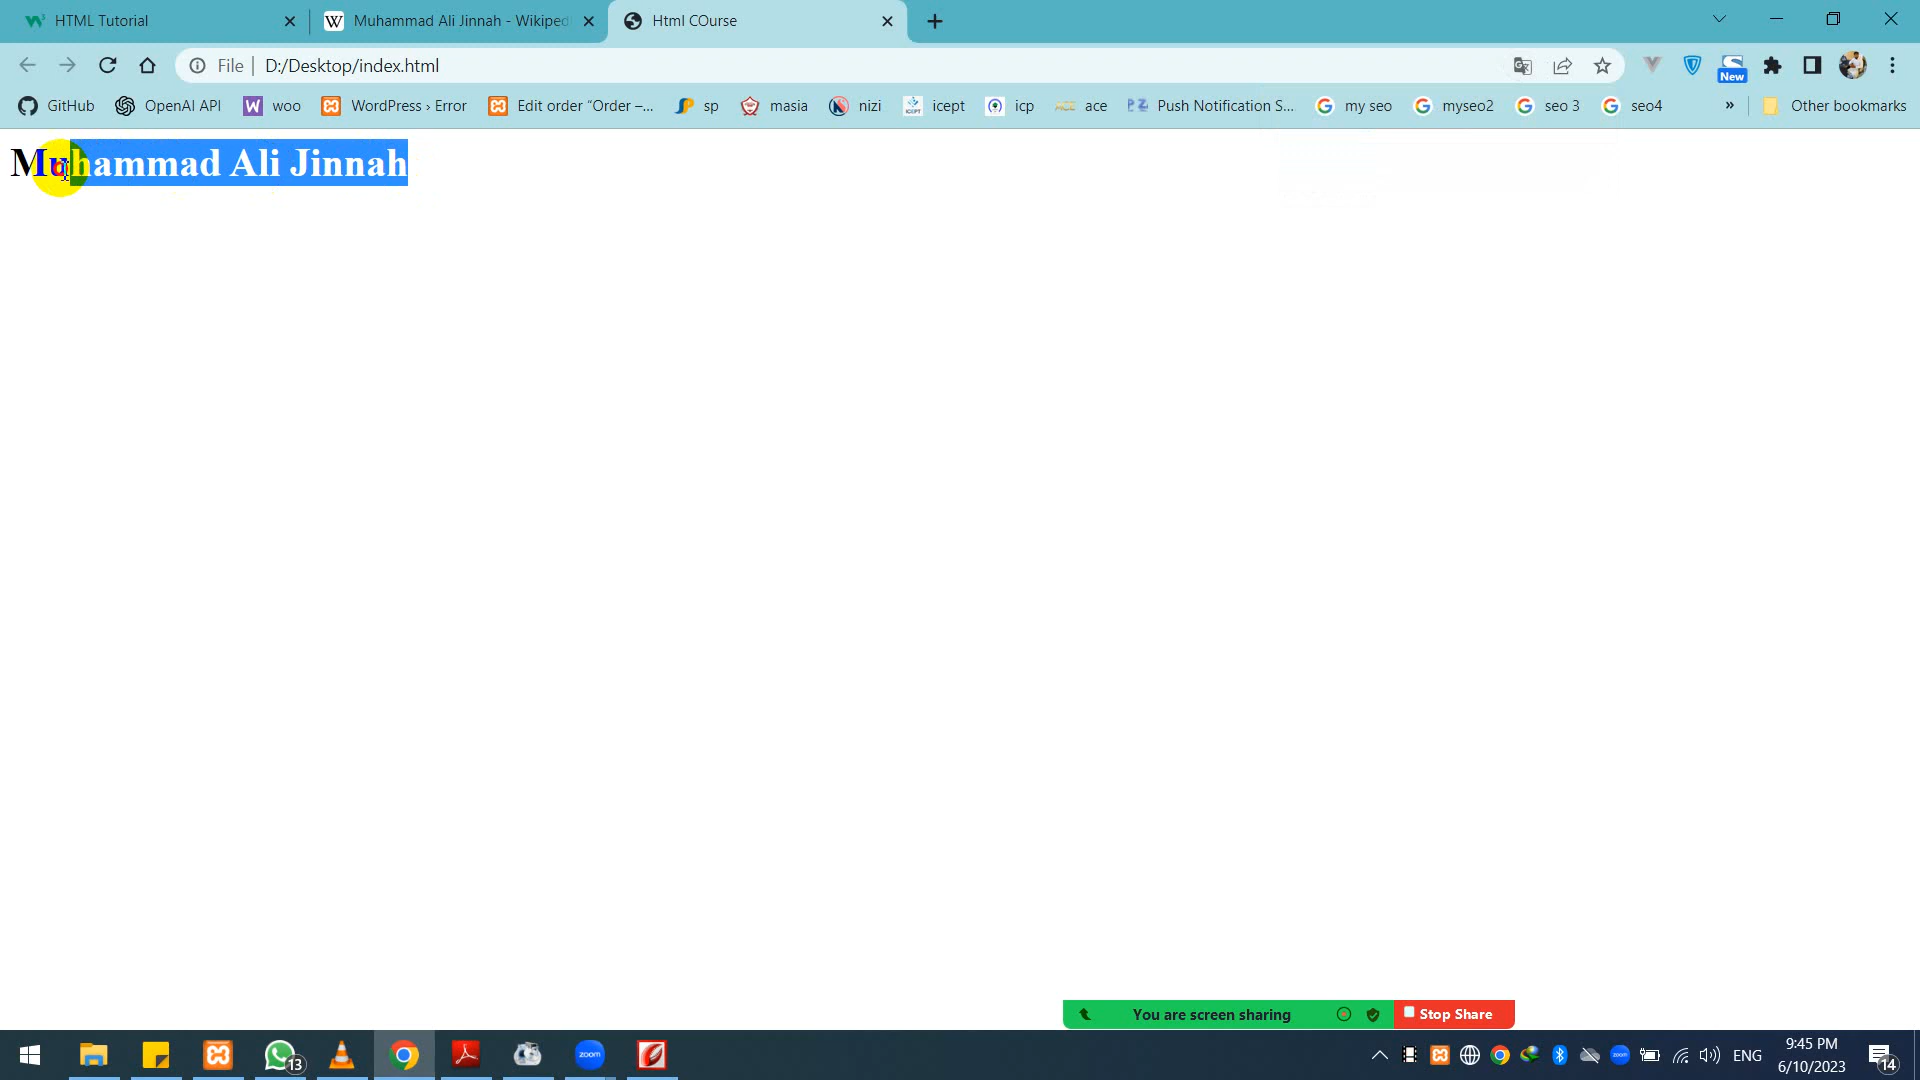 HTML Tutorial
Muhammad Ali Jinnah - Wikiped
Html COurse
File
D:/Desktop/index.html
New
GitHub
OpenAI API
woo
WordPress › Error
Edit order “Order –...
sp
masia
nizi
icept
icp
ace
Push Notification S...
my seo
myseo2
seo 3
seo4
»
Other bookmarks
Muhammad Ali Jinnah
You are screen sharing
Stop Share
13
zoom
ENG
9:45 PM
6/10/2023
14